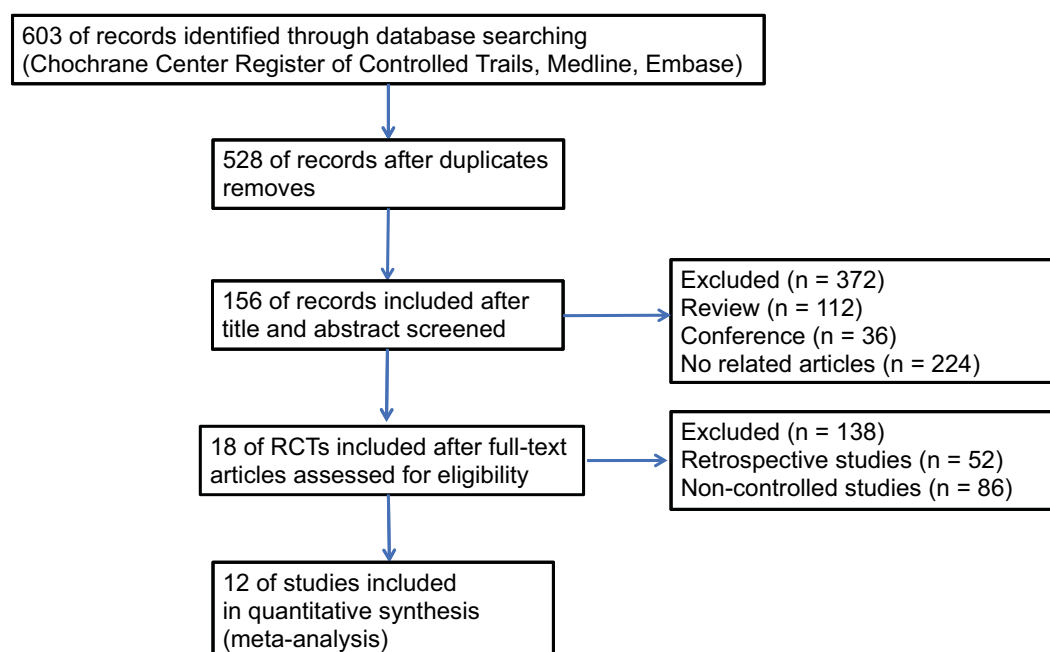 603 of records identified through database searching
(Chochrane Center Register of Controlled Trails, Medline, Embase)
528 of records after duplicates
removes
156 of records included after
title and abstract screened
Excluded (n = 372)
Review (n = 112)
Conference (n = 36)
No related articles (n = 224)
18 of RCTs included after full-text
articles assessed for eligibility
Excluded (n = 138)
Retrospective studies (n = 52)
Non-controlled studies (n = 86)
12 of studies included
in quantitative synthesis
(meta-analysis)